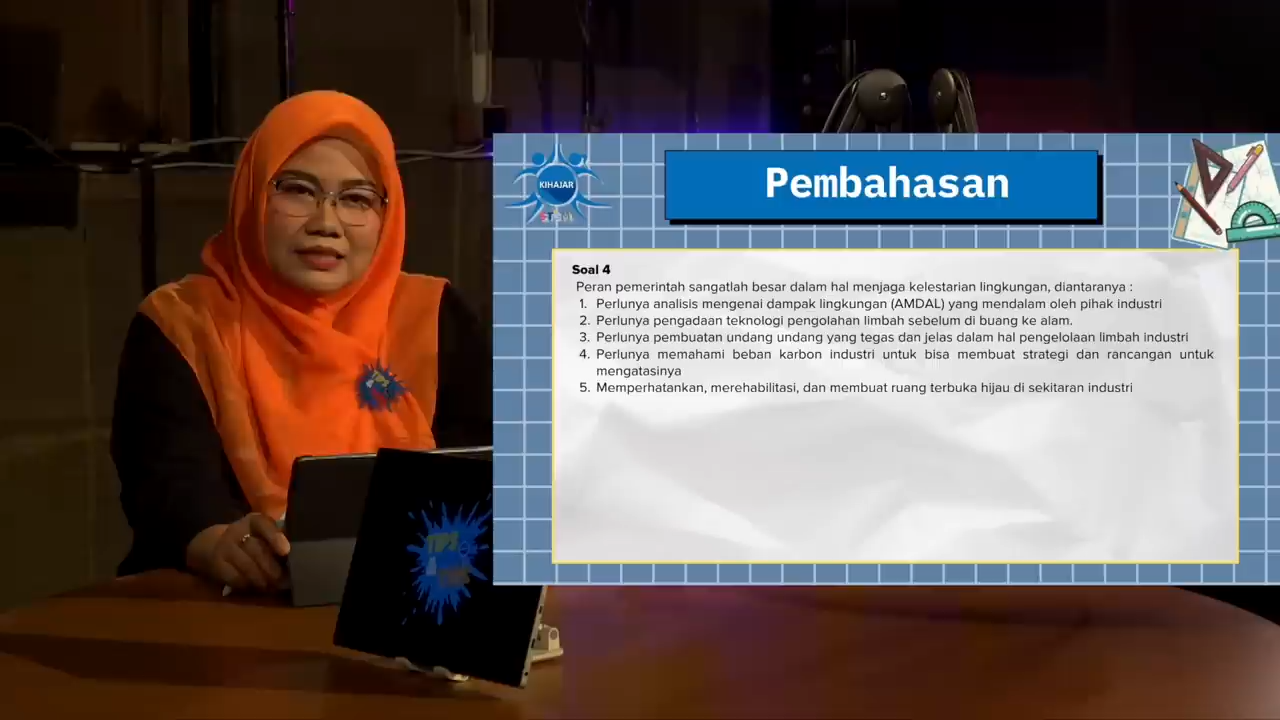 KIHAJAR
STEM
Pembahasan
Soal 4
Peran pemerintah sangatlah besar dalam hal menjaga kelestarian lingkungan, diantaranya :
1. Perlunya analisis mengenai dampak lingkungan (AMDAL) yang mendalam oleh pihak industri
2. Perlunya pengadaan teknologi pengolahan limbah sebelum di buang ke alam.
3. Perlunya pembuatan undang undang yang tegas dan jelas dalam hal pengelolaan limbah industri
4. Perlunya memahami beban karbon industri untuk bisa membuat strategi dan rancangan untuk
mengatasinya
5. Memperhatankan, merehabilitasi, dan membuat ruang terbuka hijau di sekitaran industri